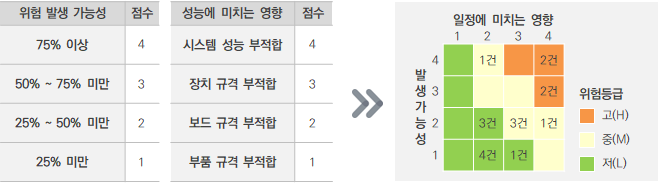 위험 발생 가능성 점수
75% 이상 4
50% ~ 75% 미만 3
25% ~ 50% 미만 2
25% 미만 1
성능에 미치는 영향 점수
시스템 성능 부적합 4
장치 규격 부적합 3
보드 규격 부적합 2
부품 규격 부적합 1
일정에 미치는 영향
1 2 3 4
발생가능성
4 1건 2건
3 2건
2 3건 3건 1건
1 4건 1건
위험등급
고(H)
중(M)
저(L)